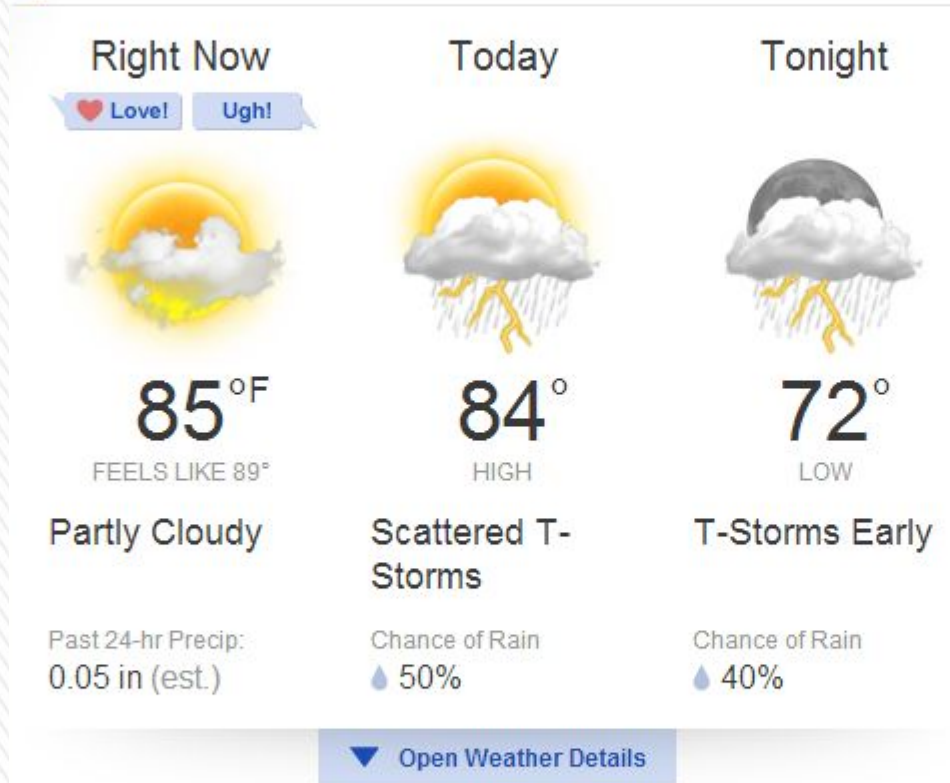 Right Now
Love! Ugh!
85°F
FEELS LIKE 89°
Partly Cloudy
Past 24-hr Precip:
0.05 in (est.)
Today
84°
HIGH
Scattered T-
Storms
Chance of Rain
50%
Tonight
72°
LOW
T-Storms Early
Chance of Rain
40%
Open Weather Details